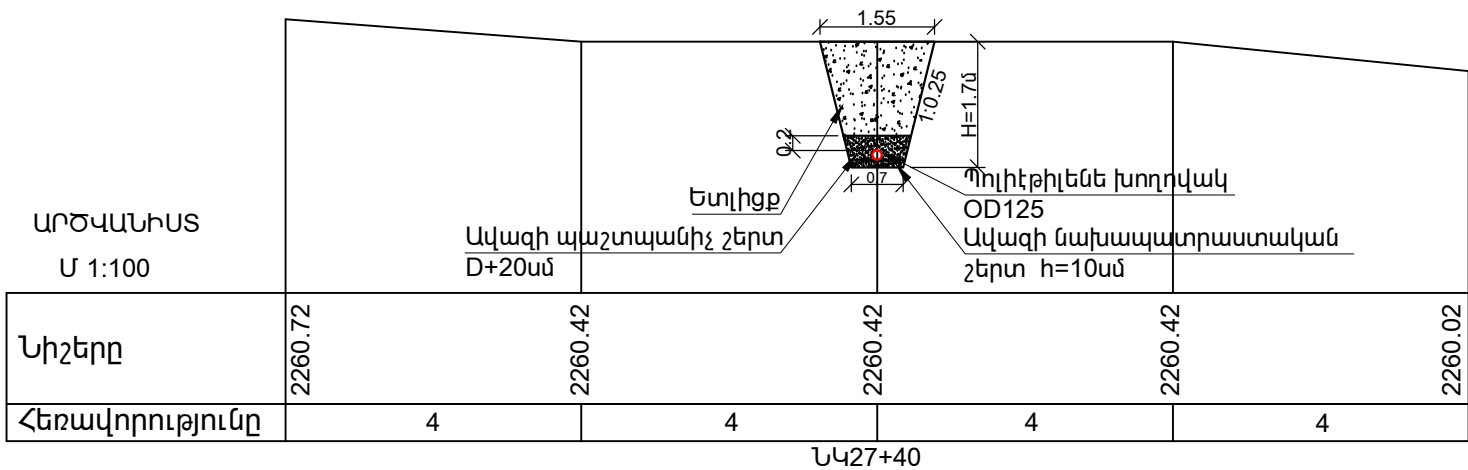 1.55
1:0.25
H=1.7մ
0.2
0.7
Ետլիցք
Պոլիէթիլենե խողովակ
OD125
ԱՐԾՎԱՆԻՍՏ
Մ 1:100
Ավազի պաշտպանիչ շերտ
D+20սմ
Ավազի նախապատրաստական
շերտ h=10սմ
Նիշերը 2260.72 2260.42 2260.42 2260.42 2260.02
Հեռավորությունը 4 4 4 4
ՆԿ27+40